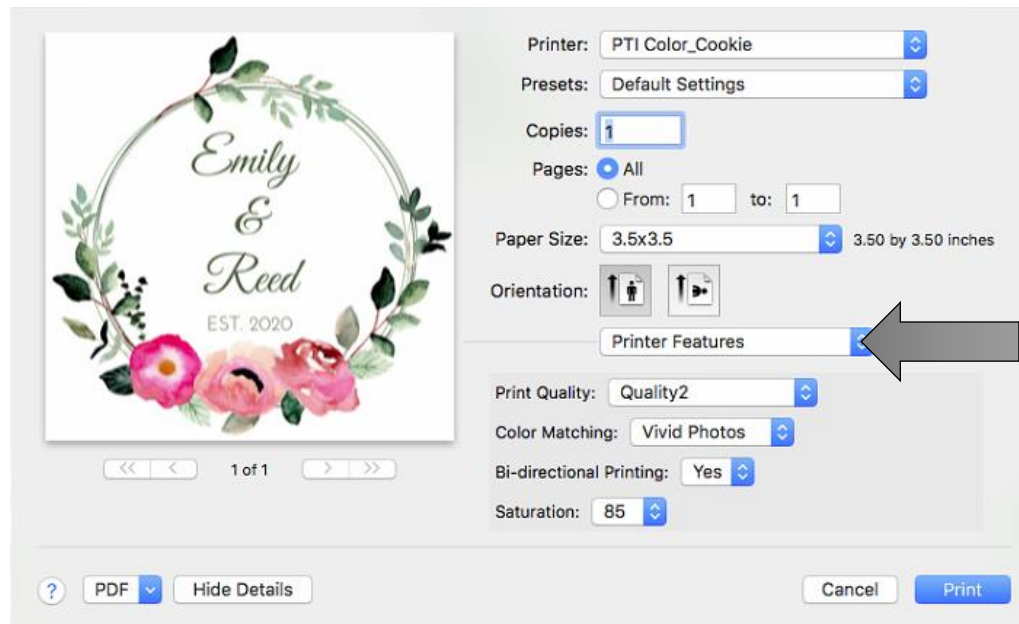 Emily
&
Reed
EST. 2020
<< < 1 of 1 > >>
Printer: PTI Color_Cookie
Presets: Default Settings
Copies: 1
Pages: All
From: 1 to: 1
Paper Size: 3.5x3.5 3.50 by 3.50 inches
Orientation:
Printer Features
Print Quality: Quality2
Color Matching: Vivid Photos
Bi-directional Printing: Yes
Saturation: 85
? PDF Hide Details Cancel Print